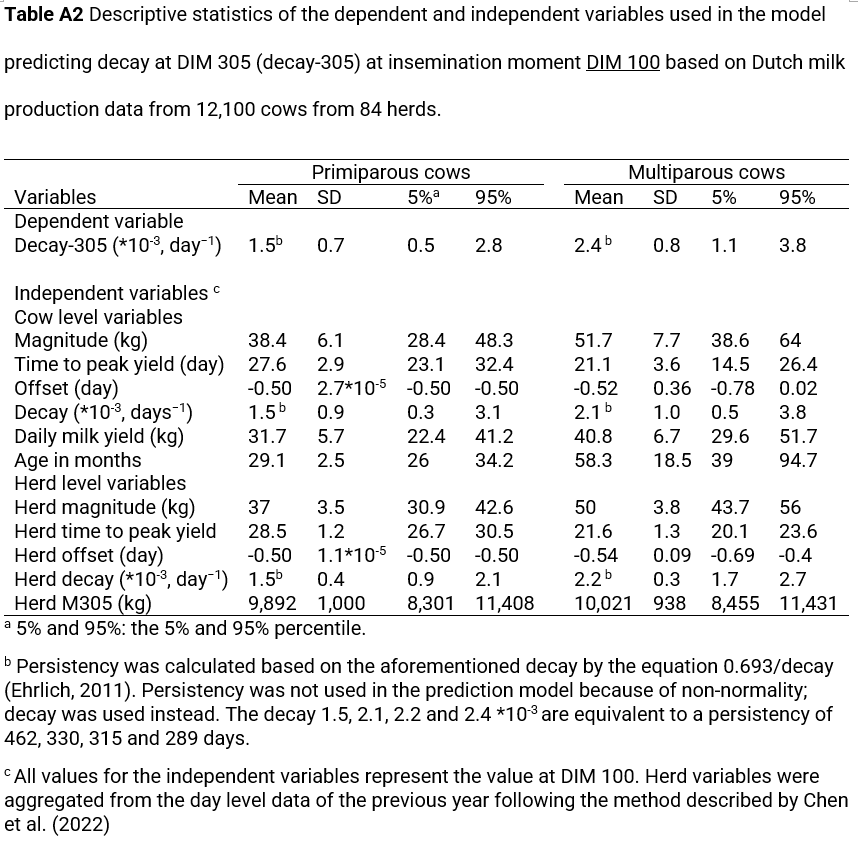 Table A2 Descriptive statistics of the dependent and independent variables used in the model
predicting decay at DIM 305 (decay-305) at insemination moment DIM 100 based on Dutch milk
production data from 12,100 cows from 84 herds.
Primiparous cows Multiparous cows
Variables Mean SD 5%ᵃ 95% Mean SD 5% 95%
Dependent variable
Decay-305 (*10⁻³, day⁻¹) 1.5ᵇ 0.7 0.5 2.8 2.4 ᵇ 0.8 1.1 3.8
Independent variables ᶜ
Cow level variables
Magnitude (kg) 38.4 6.1 28.4 48.3 51.7 7.7 38.6 64
Time to peak yield (day) 27.6 2.9 23.1 32.4 21.1 3.6 14.5 26.4
Offset (day) -0.50 2.7*10⁻⁵ -0.50 -0.50 -0.52 0.36 -0.78 0.02
Decay (*10⁻³, days⁻¹) 1.5 ᵇ 0.9 0.3 3.1 2.1 ᵇ 1.0 0.5 3.8
Daily milk yield (kg) 31.7 5.7 22.4 41.2 40.8 6.7 29.6 51.7
Age in months 29.1 2.5 26 34.2 58.3 18.5 39 94.7
Herd level variables
Herd magnitude (kg) 37 3.5 30.9 42.6 50 3.8 43.7 56
Herd time to peak yield 28.5 1.2 26.7 30.5 21.6 1.3 20.1 23.6
Herd offset (day) -0.50 1.1*10⁻⁵ -0.50 -0.50 -0.54 0.09 -0.69 -0.4
Herd decay (*10⁻³, day⁻¹) 1.5ᵇ 0.4 0.9 2.1 2.2 ᵇ 0.3 1.7 2.7
Herd M305 (kg) 9,892 1,000 8,301 11,408 10,021 938 8,455 11,431
ᵃ 5% and 95%: the 5% and 95% percentile.
ᵇ Persistency was calculated based on the aforementioned decay by the equation 0.693/decay
(Ehrlich, 2011). Persistency was not used in the prediction model because of non-normality;
decay was used instead. The decay 1.5, 2.1, 2.2 and 2.4 *10⁻³ are equivalent to a persistency of
462, 330, 315 and 289 days.
ᶜ All values for the independent variables represent the value at DIM 100. Herd variables were
aggregated from the day level data of the previous year following the method described by Chen
et al. (2022)